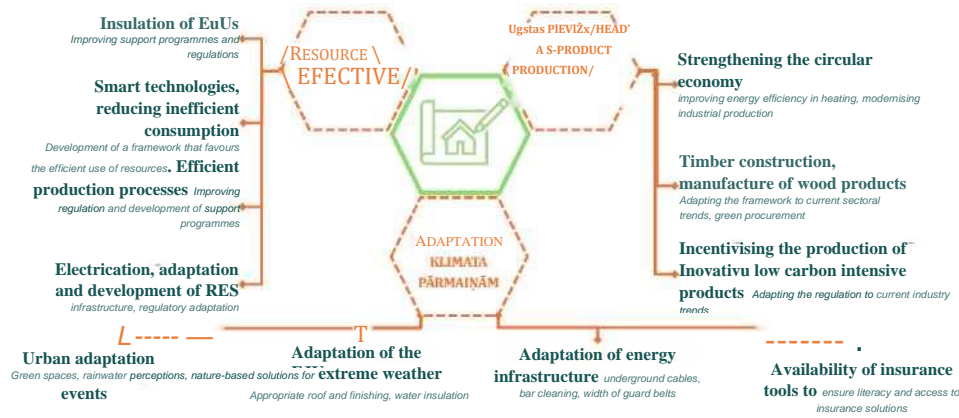 Insulation of EuUs
Improving support programmes and
regulations
Smart technologies,
reducing inefficient
consumption
Development of a framework that favours
the efficient use of resources. Efficient
production processes Improving
regulation and development of support
programmes
Electrication, adaptation
and development of RES
infrastructure, regulatory adaptation
/RESOURCE \
EFECTIVE/
Ugstas PIEVIŽx/HEAD'
A S-PRODUCT
PRODUCTION/
Strengthening the circular
economy
improving energy efficiency in heating, modernising
industrial production
Timber construction,
manufacture of wood products
Adapting the framework to current sectoral
trends, green procurement
Incentivising the production of
Inovativu low carbon intensive
products Adapting the regulation to current industry
trends
ADAPTATION
KLIMATA
PĀRMAIŅĀM
L ----- — T
Urban adaptation
Green spaces, rainwater perceptions, nature-based solutions for
events
Adaptation of the
extreme weather
Appropriate roof and finishing, water insulation
Adaptation of energy
infrastructure underground cables,
bar cleaning, width of guard belts
------- .
Availability of insurance
tools to ensure literacy and access to
insurance solutions